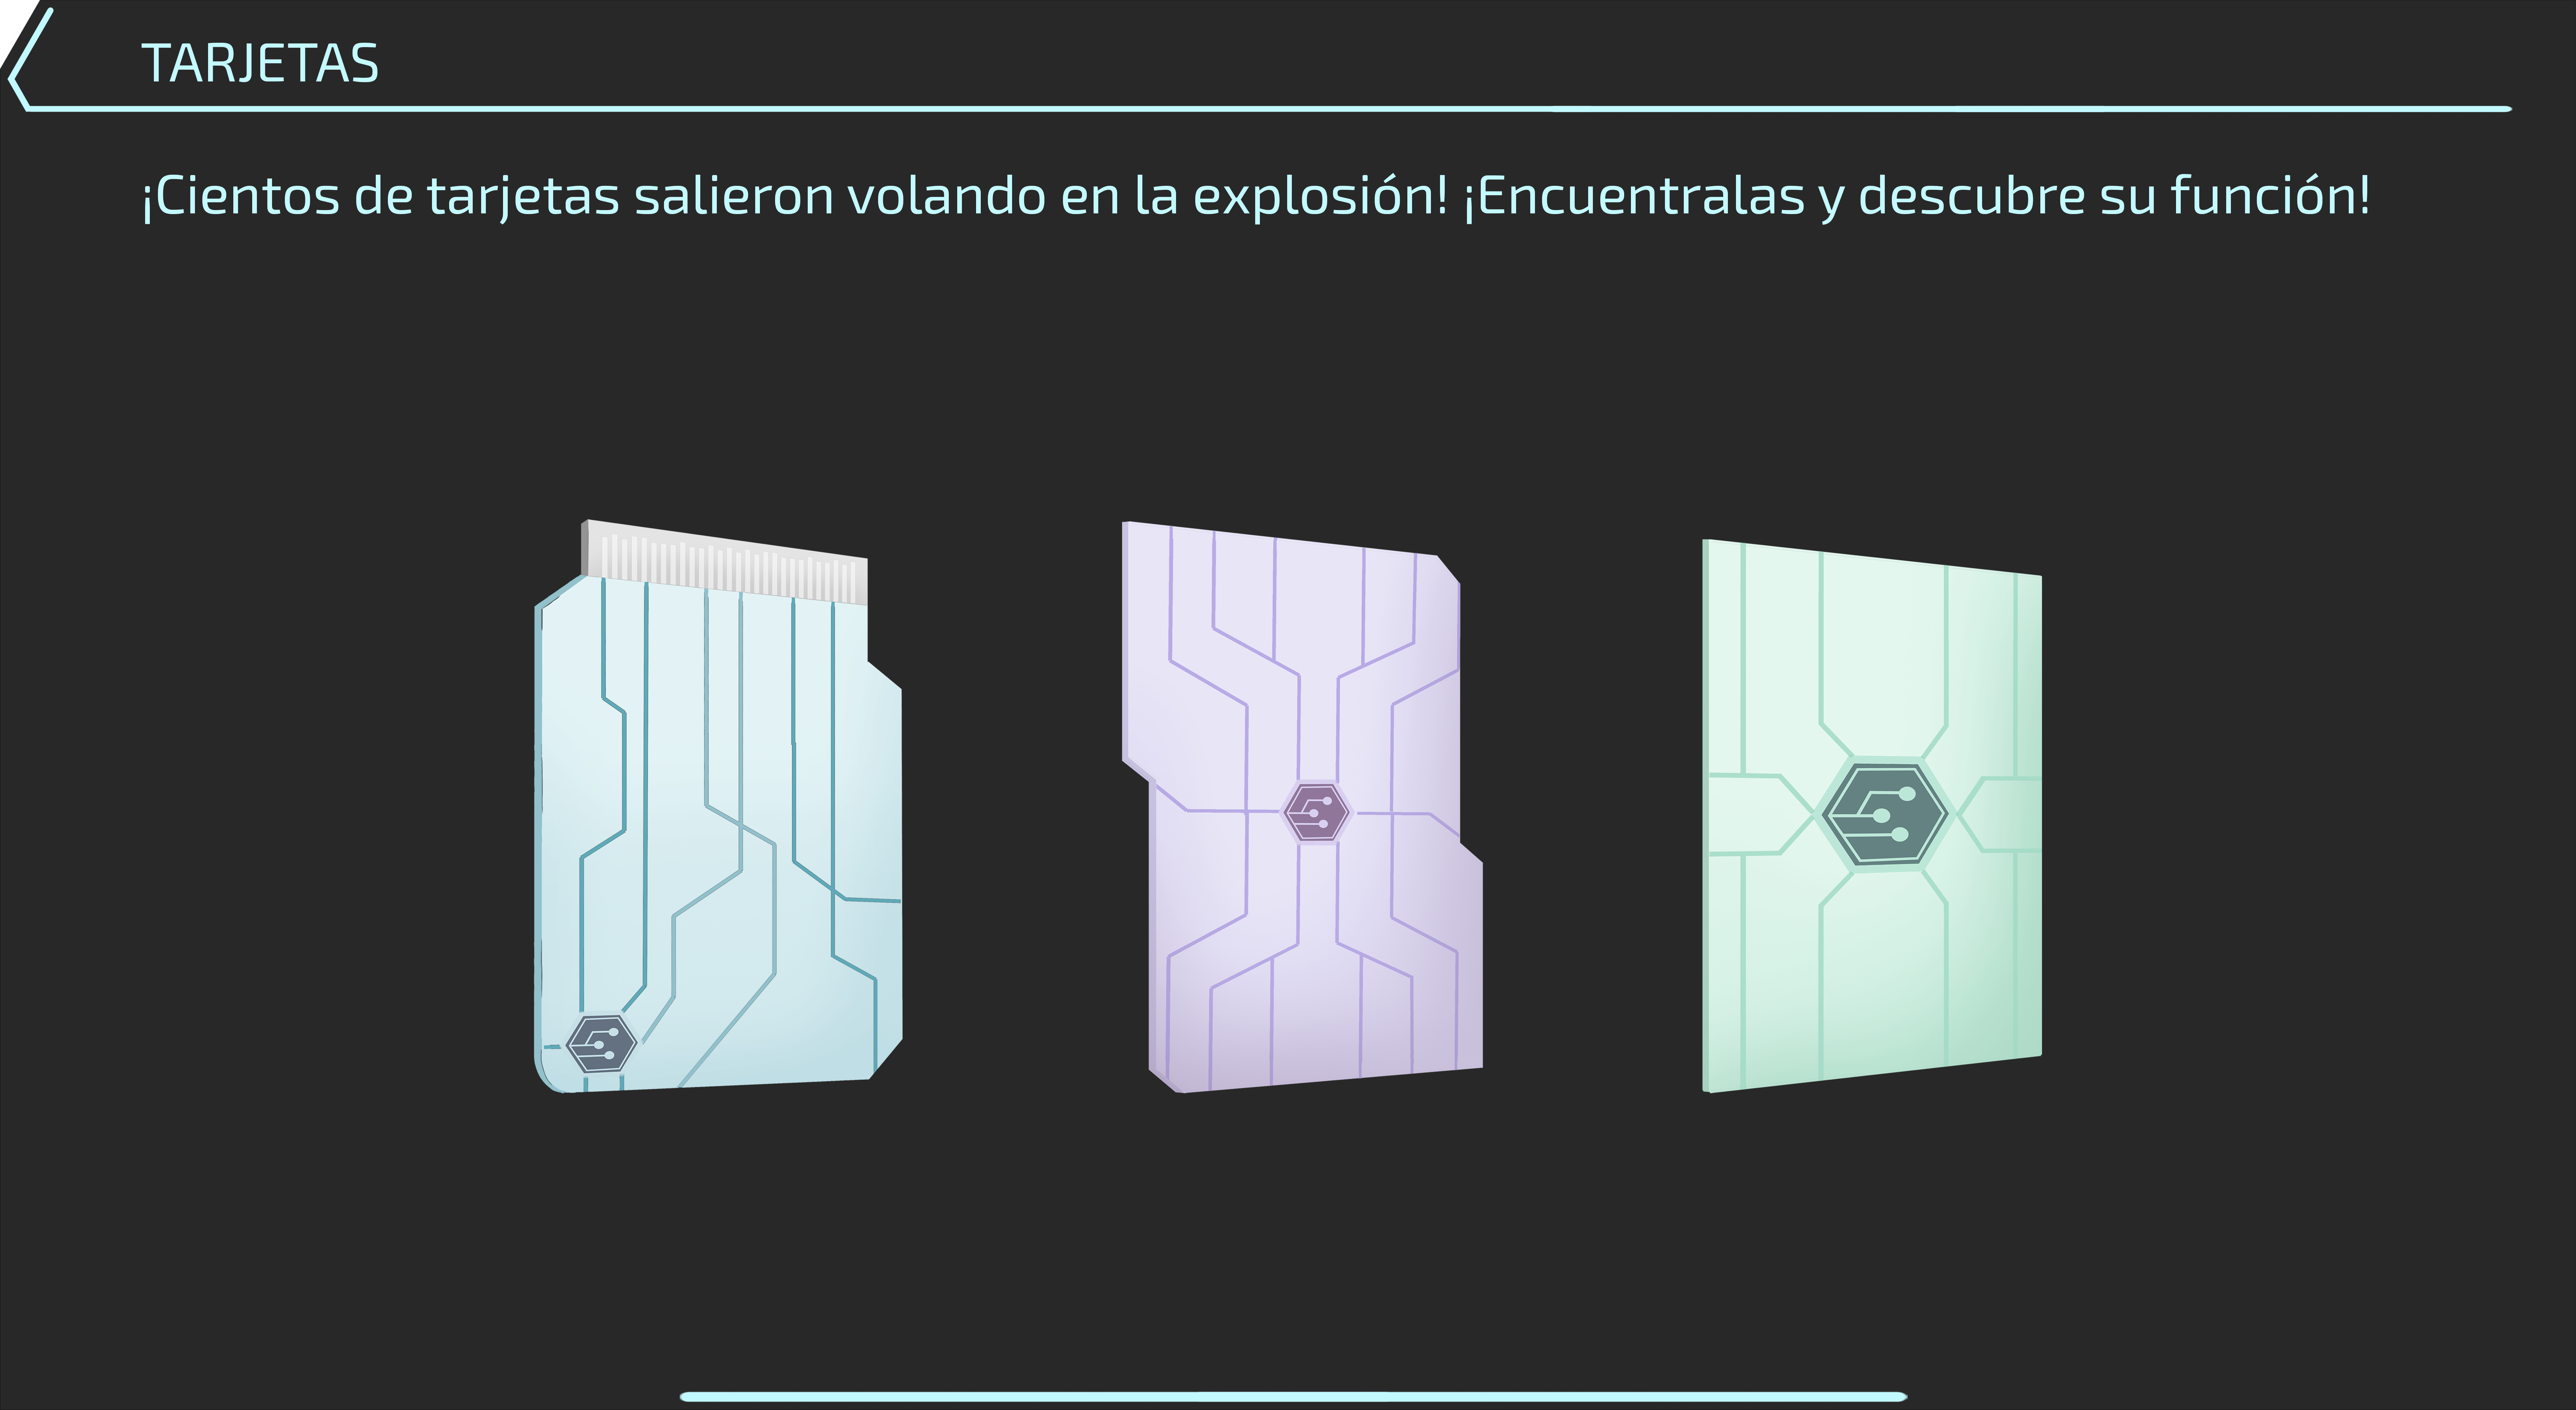 TARJETAS
¡Cientos de tarjetas salieron volando en la explosión! ¡Encuentralas y descubre su función!